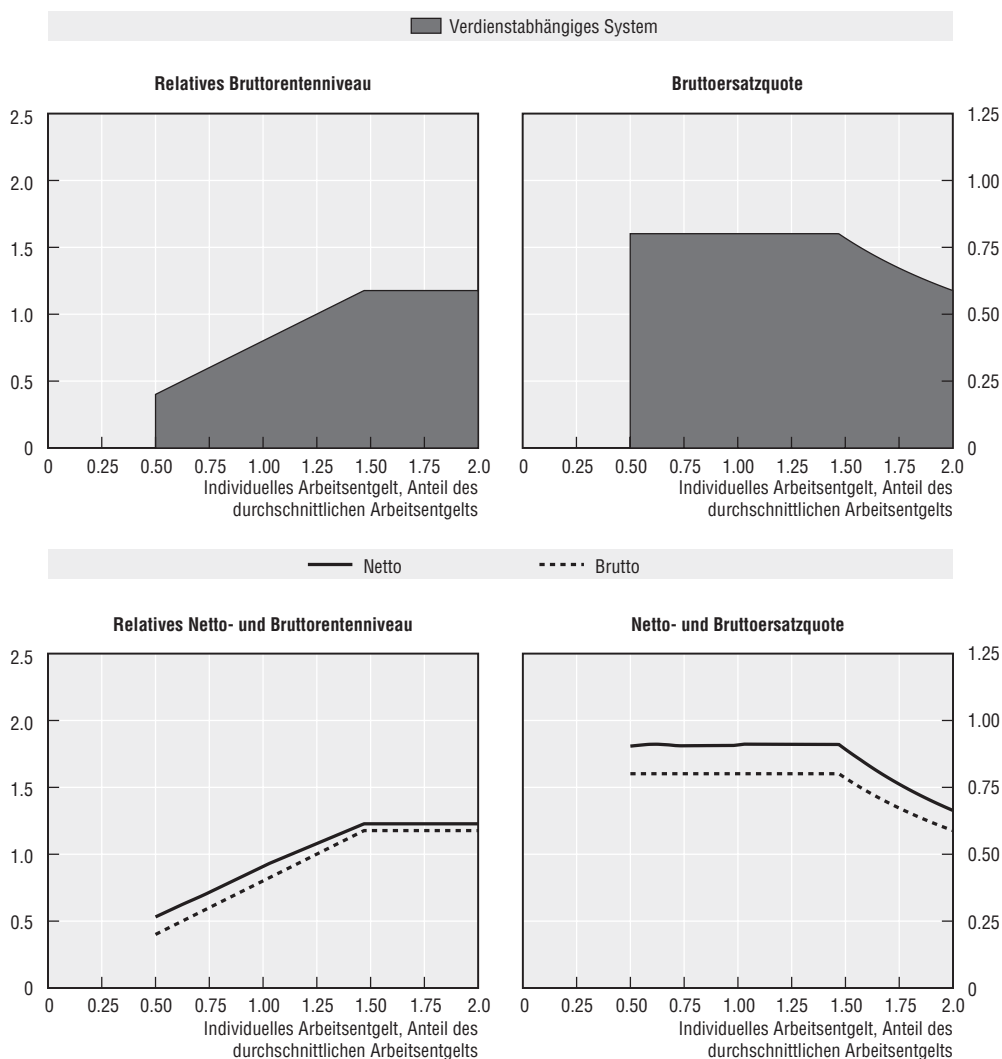 Verdienstabhängiges System
Relatives Bruttorentenniveau
2.5
2.0
1.5
1.0
0.5
0
0 0.25 0.50 0.75 1.00 1.25 1.50 1.75 2.0
Individuelles Arbeitsentgelt, Anteil des
durchschnittlichen Arbeitsentgelts
Bruttoersatzquote
1.25
1.00
0.75
0.50
0.25
0
0 0.25 0.50 0.75 1.00 1.25 1.50 1.75 2.0
Individuelles Arbeitsentgelt, Anteil des
durchschnittlichen Arbeitsentgelts
Netto Brutto
Relatives Netto- und Bruttorentenniveau
2.5
2.0
1.5
1.0
0.5
0
0 0.25 0.50 0.75 1.00 1.25 1.50 1.75 2.0
Individuelles Arbeitsentgelt, Anteil des
durchschnittlichen Arbeitsentgelts
Netto- und Bruttoersatzquote
1.25
1.00
0.75
0.50
0.25
0
0 0.25 0.50 0.75 1.00 1.25 1.50 1.75 2.0
Individuelles Arbeitsentgelt, Anteil des
durchschnittlichen Arbeitsentgelts